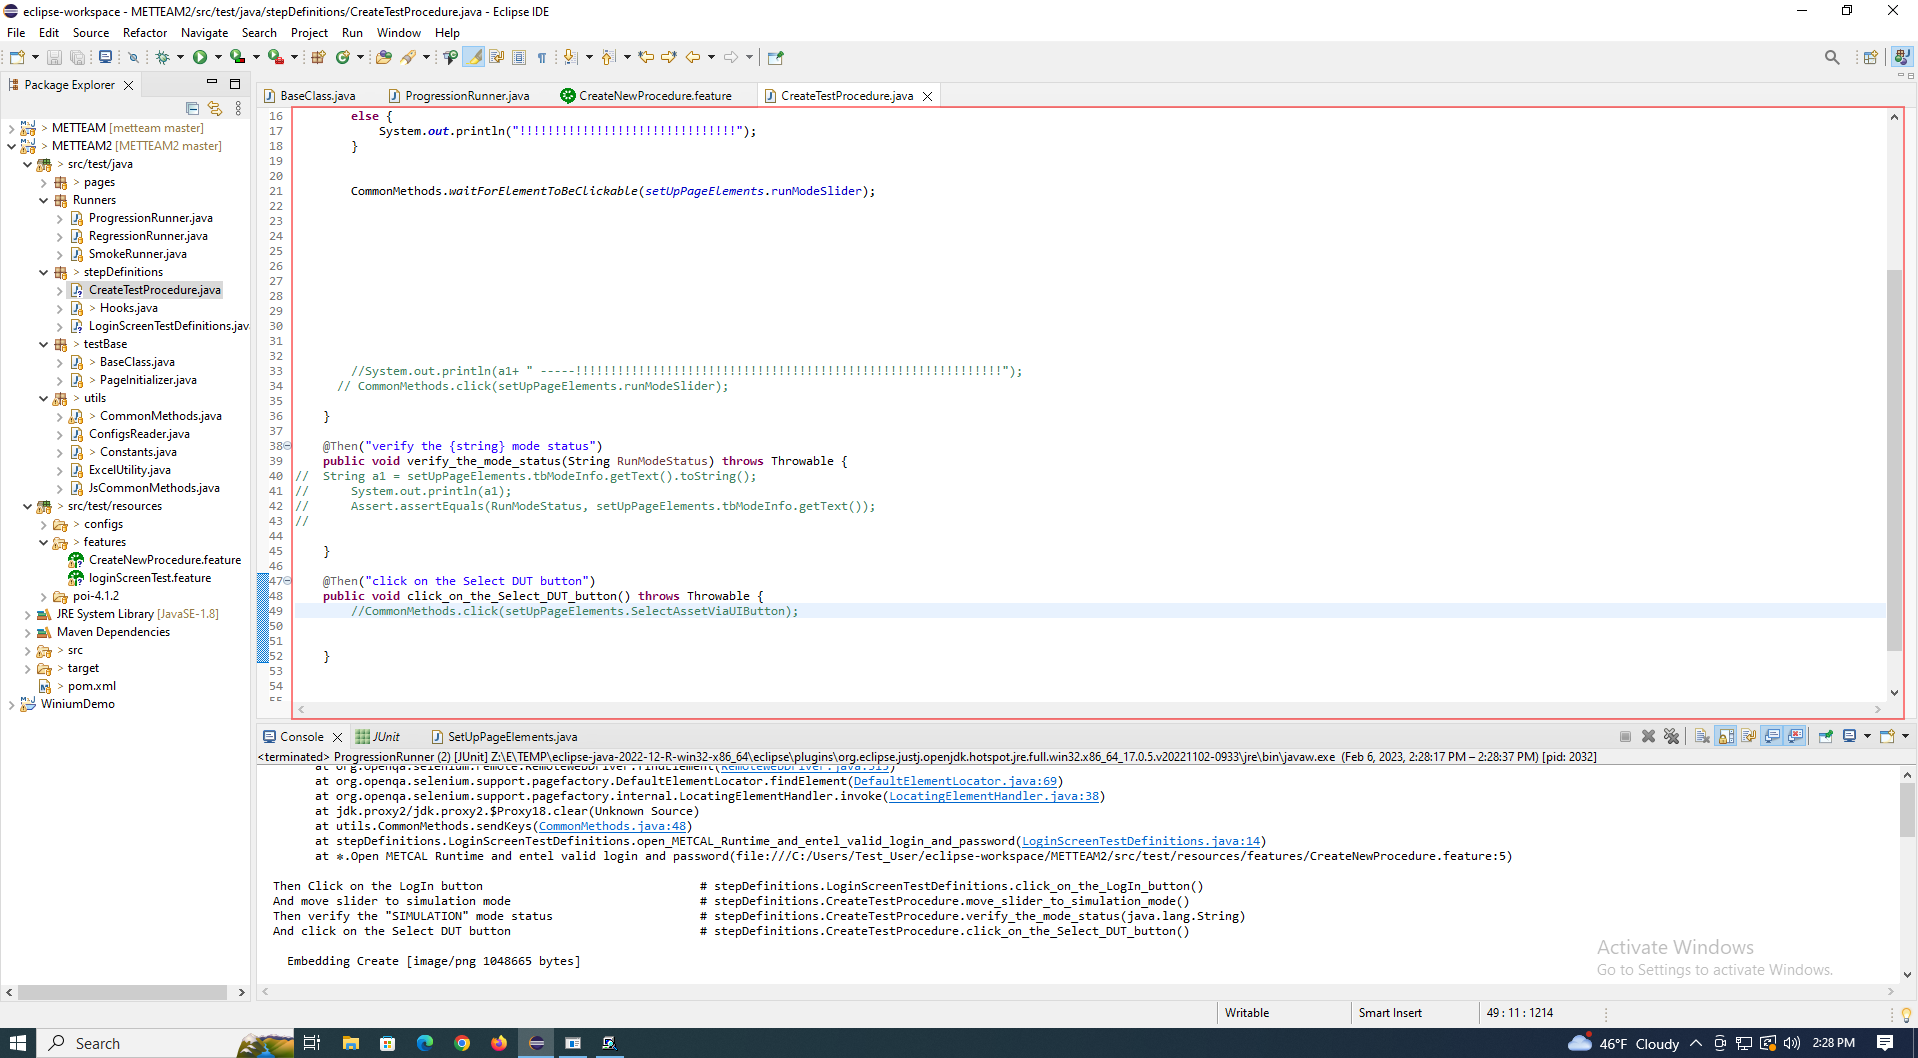 eclipse-workspace - METTEAM2/src/test/java/stepDefinitions/CreateTestProcedure.java - Eclipse IDE
File Edit Source Refactor Navigate Search Project Run Window Help
Package Explorer
BaseClass.java ProgressionRunner.java CreateNewProcedure.feature CreateTestProcedure.java
> METTEAM [metteam master]
> METTEAM2 [METTEAM2 master]
> src/test/java
> pages
Runners
ProgressionRunner.java
RegressionRunner.java
SmokeRunner.java
> stepDefinitions
CreateTestProcedure.java
> Hooks.java
LoginScreenTestDefinitions.jav
> testBase
> BaseClass.java
> PageInitializer.java
> utils
> CommonMethods.java
ConfigsReader.java
> Constants.java
ExcelUtility.java
JsCommonMethods.java
> src/test/resources
> configs
> features
CreateNewProcedure.feature
loginScreenTest.feature
poi-4.1.2
JRE System Library [JavaSE-1.8]
Maven Dependencies
> src
> target
> pom.xml
WiniumDemo
16 else {
17 System.out.println("!!!!!!!!!!!!!!!!!!!!!!!!!!!!!!!");
18 }
19
20
21 CommonMethods.waitForElementToBeClickable(setUpPageElements.runModeSlider);
22
23
24
25
26
27
28
29
30
31
32
33 //System.out.println(a1+ " -----!!!!!!!!!!!!!!!!!!!!!!!!!!!!!!!!!!!!!!!!!!!!!!!!!!!!!!!!!!!!!");
34 // CommonMethods.click(setUpPageElements.runModeSlider);
35
36 }
37
38 @Then("verify the {string} mode status")
39 public void verify_the_mode_status(String RunModeStatus) throws Throwable {
40 // String a1 = setUpPageElements.tbModeInfo.getText().toString();
41 // System.out.println(a1);
42 // Assert.assertEquals(RunModeStatus, setUpPageElements.tbModeInfo.getText());
43 //
44
45 }
46
47 @Then("click on the Select DUT button")
48 public void click_on_the_Select_DUT_button() throws Throwable {
49 //CommonMethods.click(setUpPageElements.SelectAssetViaUIButton);
50
51
52 }
53
54
55
Console JUnit SetUpPageElements.java
<terminated> ProgressionRunner (2) [JUnit] Z:\E\TEMP\eclipse-java-2022-12-R-win32-x86_64\eclipse\plugins\org.eclipse.justj.openjdk.hotspot.jre.full.win32.x86_64_17.0.5.v20221102-0933\jre\bin\javaw.exe (Feb 6, 2023, 2:28:17 PM – 2:28:37 PM) [pid: 2032]
at org.openqa.selenium.remote.RemoteWebDriver.findElement(RemoteWebDriver.java:315)
at org.openqa.selenium.support.pagefactory.DefaultElementLocator.findElement(DefaultElementLocator.java:69)
at org.openqa.selenium.support.pagefactory.internal.LocatingElementHandler.invoke(LocatingElementHandler.java:38)
at jdk.proxy2/jdk.proxy2.$Proxy18.clear(Unknown Source)
at utils.CommonMethods.sendKeys(CommonMethods.java:48)
at stepDefinitions.LoginScreenTestDefinitions.open_METCAL_Runtime_and_entel_valid_login_and_password(LoginScreenTestDefinitions.java:14)
at *.Open METCAL Runtime and entel valid login and password(file:///C:/Users/Test_User/eclipse-workspace/METTEAM2/src/test/resources/features/CreateNewProcedure.feature:5)
Then Click on the LogIn button # stepDefinitions.LoginScreenTestDefinitions.click_on_the_LogIn_button()
And move slider to simulation mode # stepDefinitions.CreateTestProcedure.move_slider_to_simulation_mode()
Then verify the "SIMULATION" mode status # stepDefinitions.CreateTestProcedure.verify_the_mode_status(java.lang.String)
And click on the Select DUT button # stepDefinitions.CreateTestProcedure.click_on_the_Select_DUT_button()
Embedding Create [image/png 1048665 bytes]
Activate Windows
Go to Settings to activate Windows.
Writable Smart Insert 49 : 11 : 1214
Search 46°F Cloudy 2:28 PM